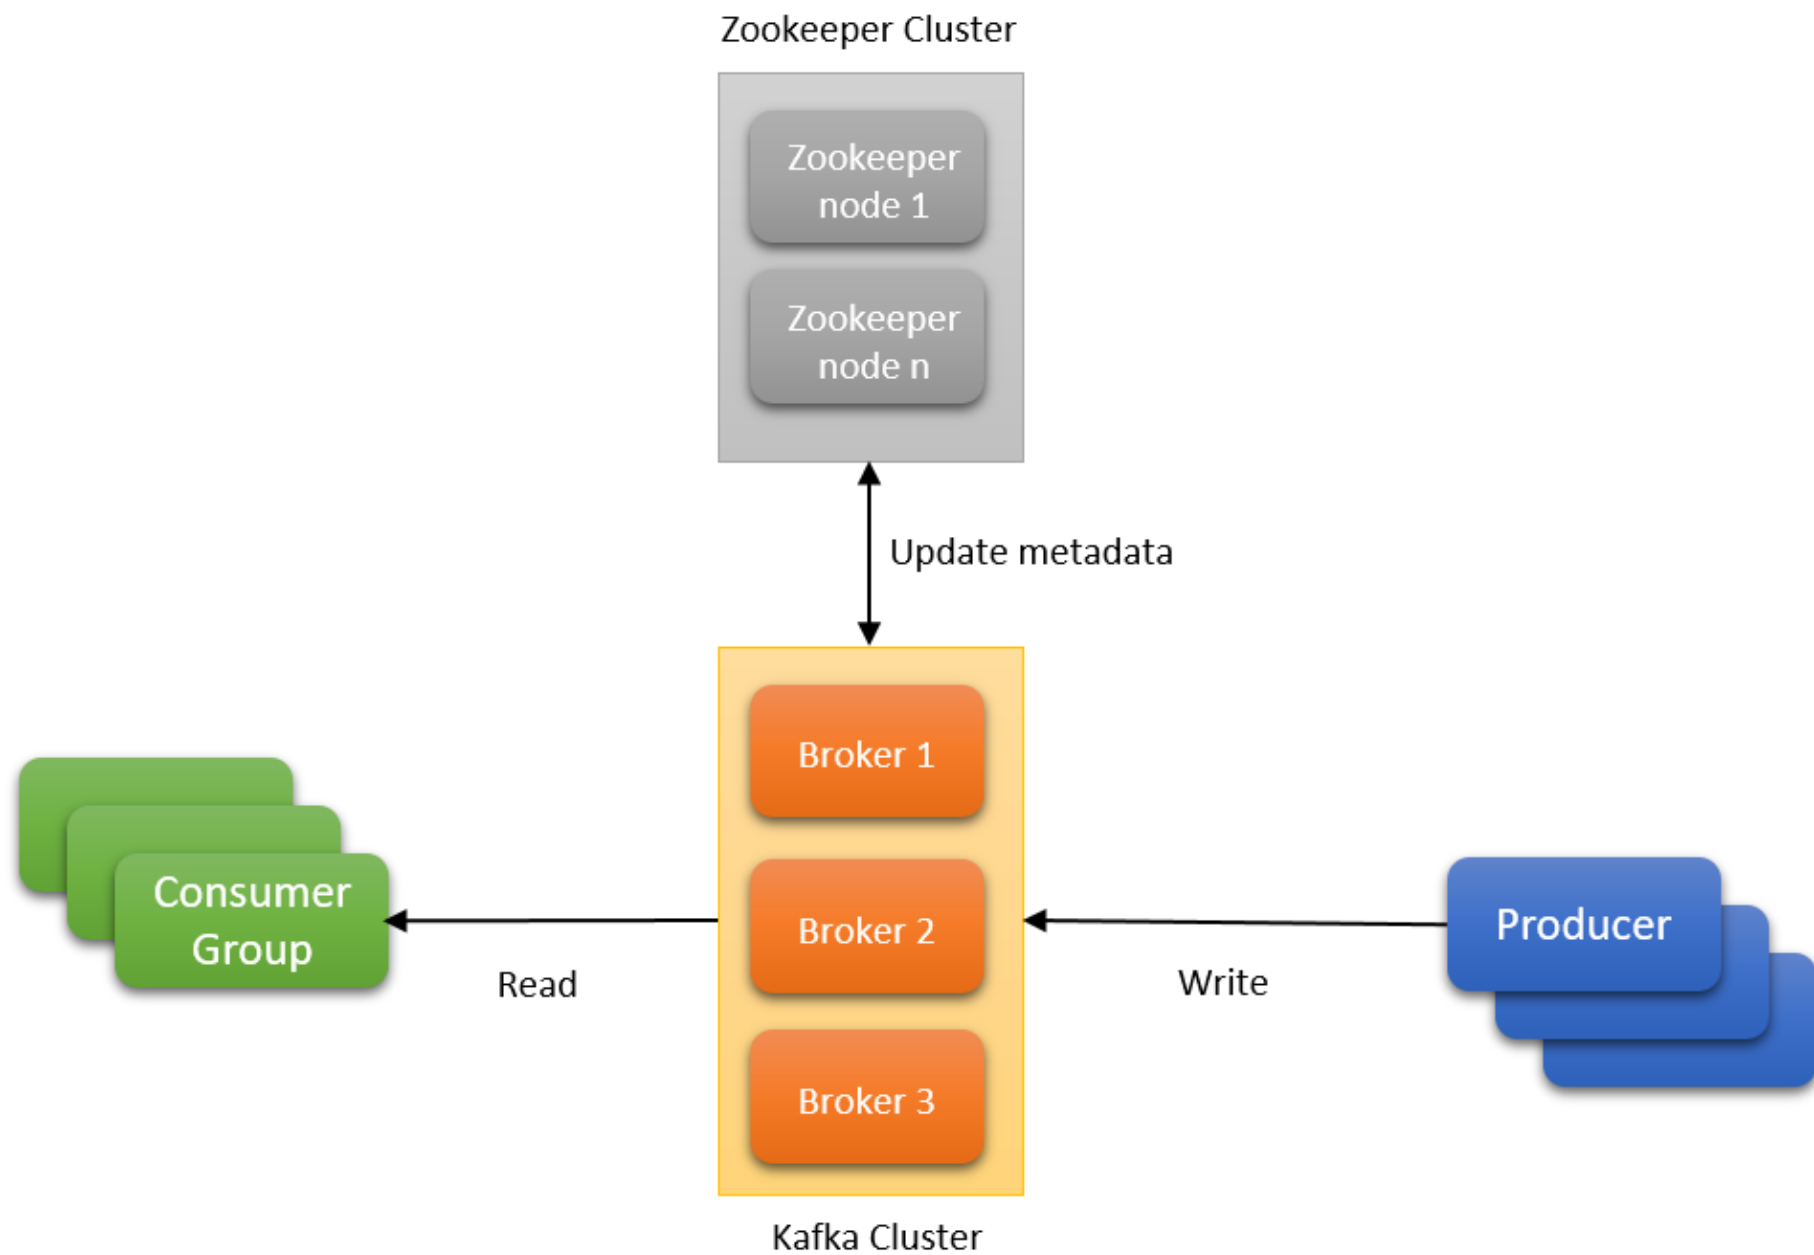 Zookeeper Cluster
Zookeeper
node 1
Zookeeper
node n
Update metadata
Broker 1
Consumer
Group
Read
Broker 2
Write
Producer
Broker 3
Kafka Cluster